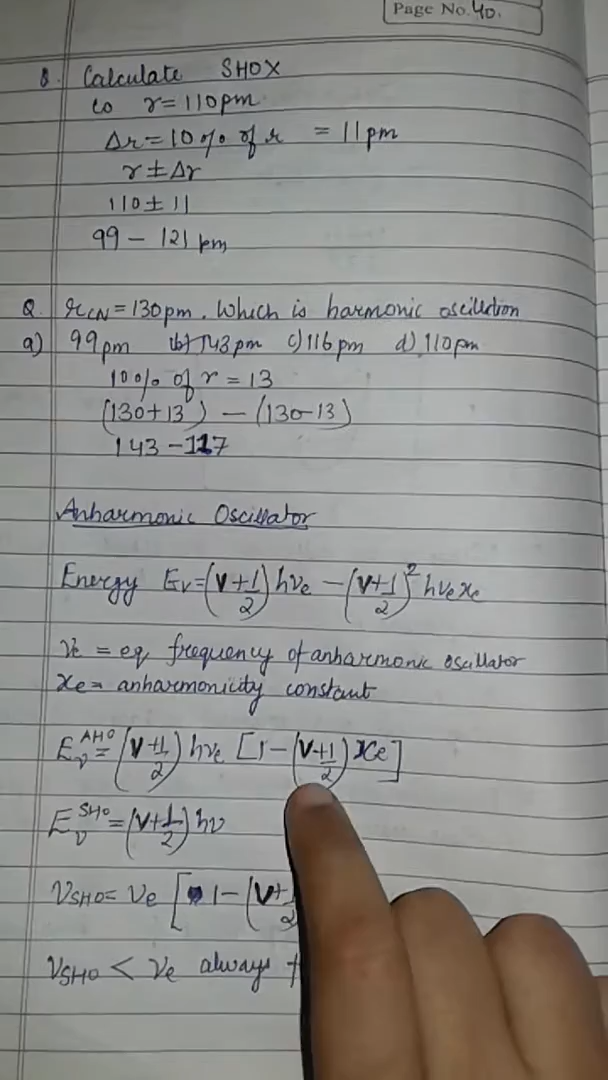 Page No. 40.
Q. Calculate SHOX
↳ r = 110 pm
Δr = 10% of r = 11 pm
r ± Δr
110 ± 11
99 - 121 pm
Q. rCN = 130 pm. Which is harmonic oscillation
a) 99 pm b) 143 pm c) 116 pm d) 110 pm
10% of r = 13
(130+13) - (130-13)
143 - 117
Anharmonic Oscillator
Energy Ev = (v+1/2) hνe - (v+1/2)² hνe xe
νe = eq frequency of anharmonic oscillator
xe = anharmonicity constant
Eν^AHO = (v+1/2) hνe [1 - (v+1/2) xe]
Eν^SHO = (v+1/2) hν
νSHO = νe [1 - (v+1/2
νSHO < νe always